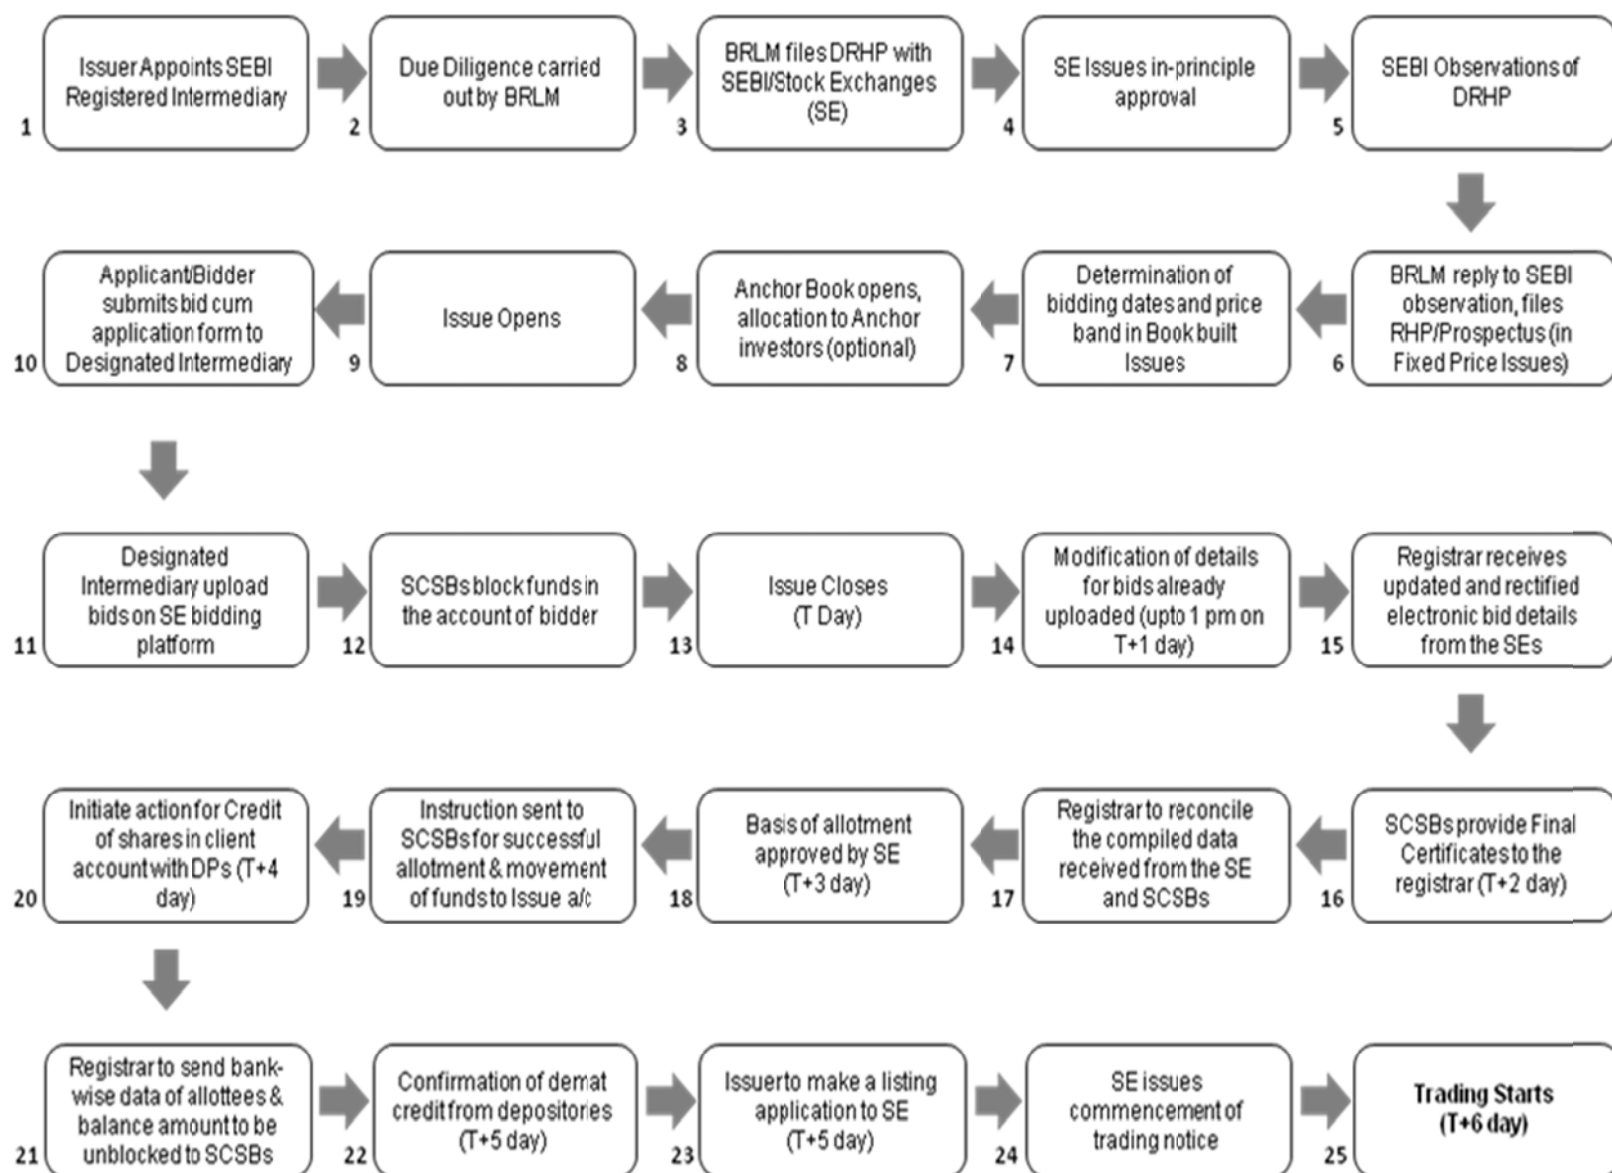 Issuer Appoints SEBI
Registered Intermediary
1
Due Diligence carried
out by BRLM
2
BRLM files DRHP with
SEBI/Stock Exchanges
(SE)
3
SE Issues in-principle
approval
4
SEBI Observations of
DRHP
5
BRLM reply to SEBI
observation, files
RHP/Prospectus (in
Fixed Price Issues)
6
Determination of
bidding dates and price
band in Book built
Issues
7
Anchor Book opens,
allocation to Anchor
investors (optional)
8
Issue Opens
9
Applicant/Bidder
submits bid cum
application form to
Designated Intermediary
10
Designated
Intermediary upload
bids on SE bidding
platform
11
SCSBs block funds in
the account of bidder
12
Issue Closes
(T Day)
13
Modification of details
for bids already
uploaded (upto 1 pm on
T+1 day)
14
Registrar receives
updated and rectified
electronic bid details
from the SEs
15
SCSBs provide Final
Certificates to the
registrar (T+2 day)
16
Registrar to reconcile
the compiled data
received from the SE
and SCSBs
17
Basis of allotment
approved by SE
(T+3 day)
18
Instruction sent to
SCSBs for successful
allotment & movement
of funds to Issue a/c
19
Initiate action for Credit
of shares in client
account with DPs (T+4
day)
20
Registrar to send bank-
wise data of allottees &
balance amount to be
unblocked to SCSBs
21
Confirmation of demat
credit from depositories
(T+5 day)
22
Issuer to make a listing
application to SE
(T+5 day)
23
SE issues
commencement of
trading notice
24
Trading Starts
(T+6 day)
25